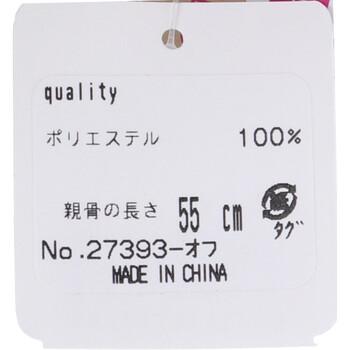 quality
ポリエステル 100%
親骨の長さ 55 cm
タグ
No.27393-オフ
MADE IN CHINA